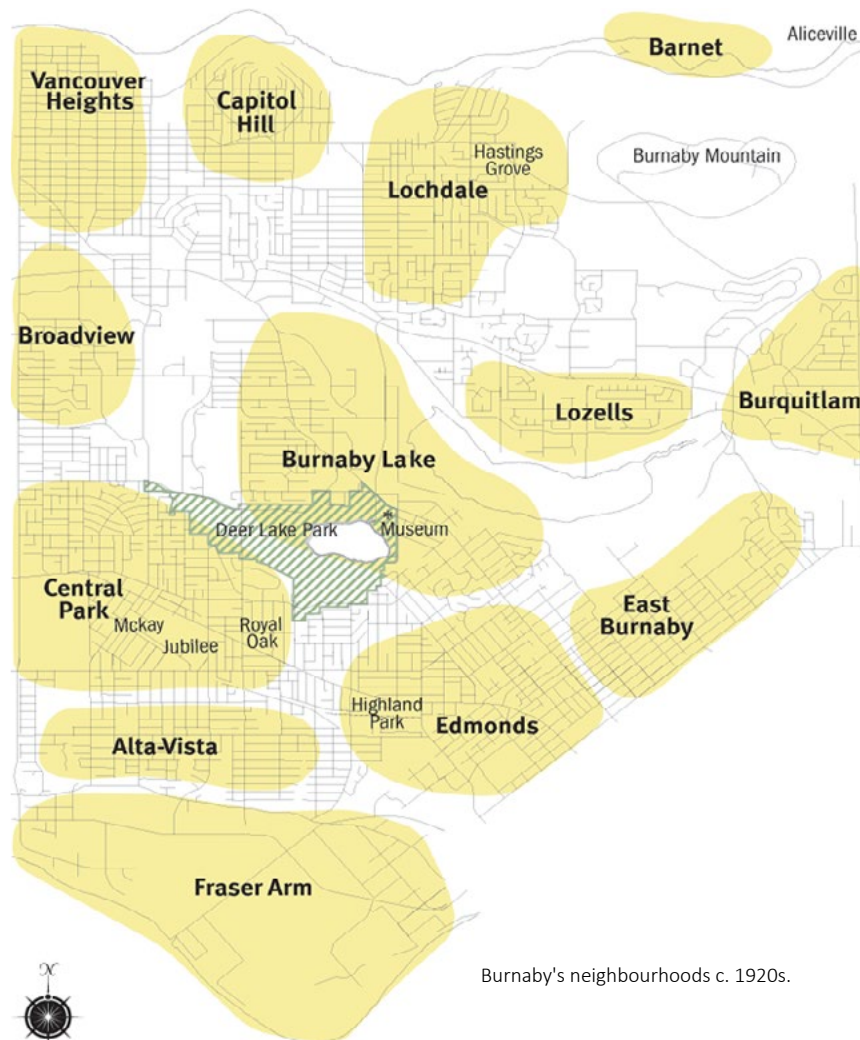 Barnet
Aliceville
Vancouver
Heights
Capitol
Hill
Hastings
Grove
Lochdale
Burnaby Mountain
Broadview
Lozells
Burquitlam
Burnaby Lake
Deer Lake Park
*
Museum
Central
Park
Mckay
Jubilee
Royal
Oak
East
Burnaby
Highland
Park
Edmonds
Alta-Vista
Fraser Arm
Burnaby's neighbourhoods c. 1920s.
N